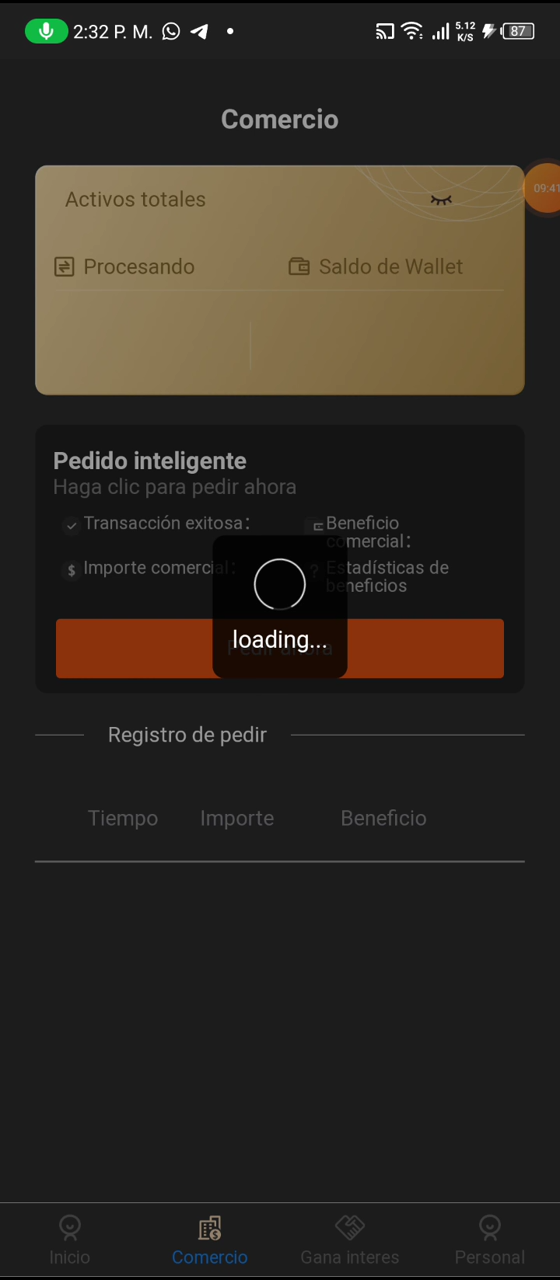 2:32 P. M.
5.12
K/S
87
Comercio
09:41
Activos totales
Procesando
Saldo de Wallet
Pedido inteligente
Haga clic para pedir ahora
Transacción exitosa:
Beneficio
comercial:
Importe comercial:
Estadísticas de
beneficios
loading...
Pedir ahora
Registro de pedir
Tiempo
Importe
Beneficio
Inicio
Comercio
Gana interes
Personal